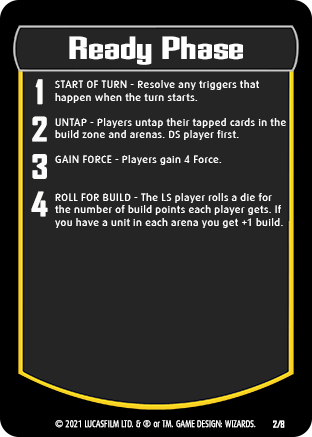 Ready Phase
1 START OF TURN - Resolve any triggers that
happen when the turn starts.
2 UNTAP - Players untap their tapped cards in the
build zone and arenas. DS player first.
3 GAIN FORCE - Players gain 4 Force.
4 ROLL FOR BUILD - The LS player rolls a die for
the number of build points each player gets. If
you have a unit in each arena you get +1 build.
© 2021 LUCASFILM LTD. & ® or TM. GAME DESIGN: WIZARDS. 2/8